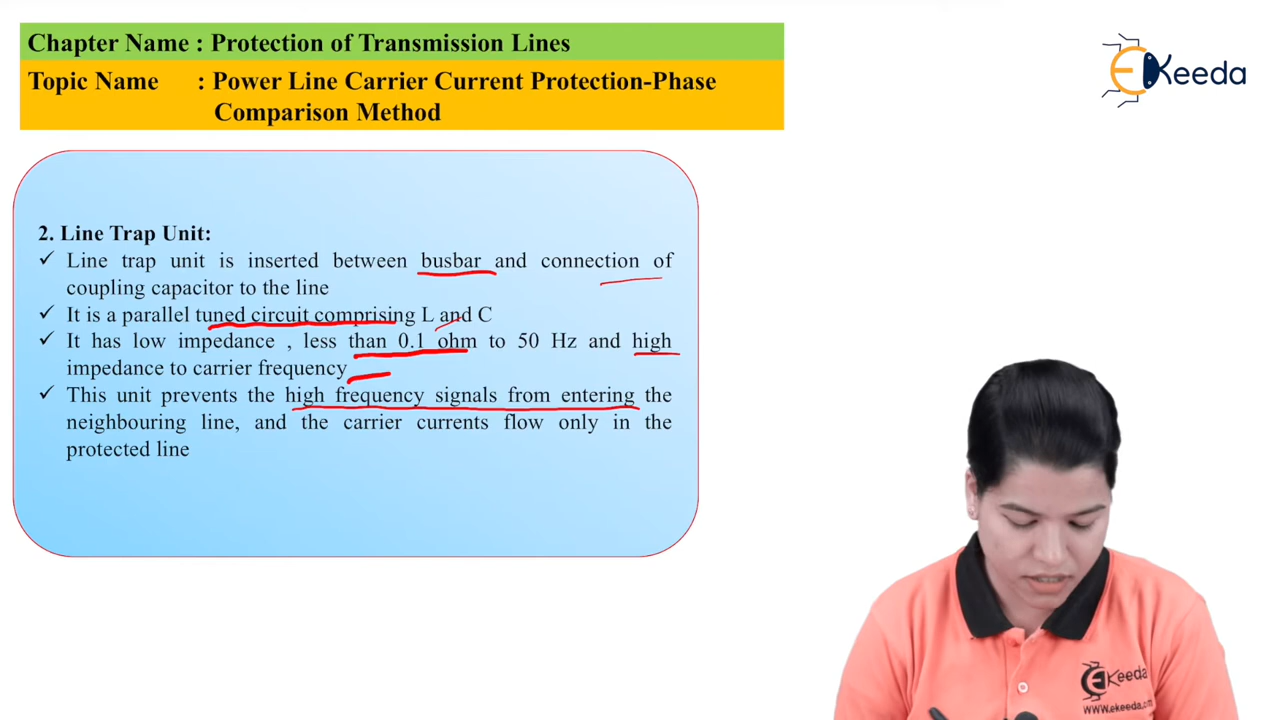 Chapter Name : Protection of Transmission Lines
Topic Name : Power Line Carrier Current Protection-Phase
Comparison Method
EKeeda
2. Line Trap Unit:
✓ Line trap unit is inserted between busbar and connection of
coupling capacitor to the line
✓ It is a parallel tuned circuit comprising L and C
✓ It has low impedance , less than 0.1 ohm to 50 Hz and high
impedance to carrier frequency
✓ This unit prevents the high frequency signals from entering the
neighbouring line, and the carrier currents flow only in the
protected line
EKeeda
www.ekeeda.com